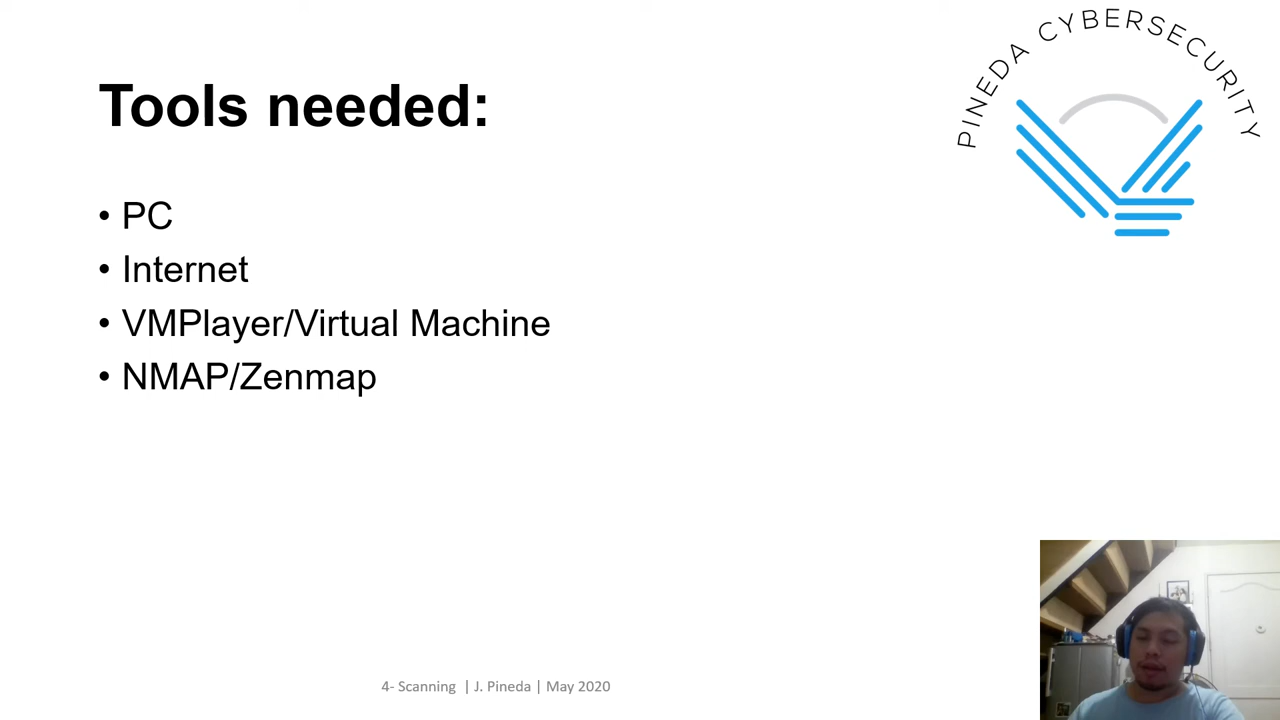 PINEDA CYBERSECURITY
Tools needed:
• PC
• Internet
• VMPlayer/Virtual Machine
• NMAP/Zenmap
4- Scanning | J. Pineda | May 2020